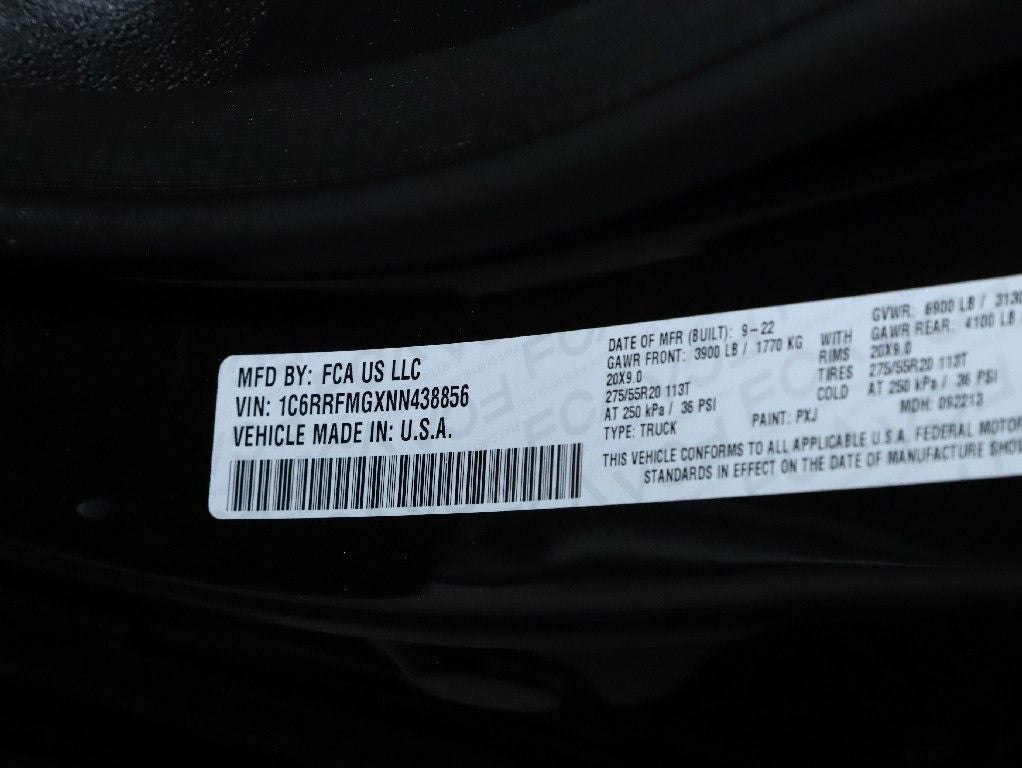 MFD BY: FCA US LLC
VIN: 1C6RRFMGXNN438856
VEHICLE MADE IN: U.S.A.
DATE OF MFR (BUILT): 9-22
GAWR FRONT: 3900 LB / 1770 KG
20X9.0
275/55R20 113T
AT 250 kPa / 36 PSI
TYPE: TRUCK
WITH
RIMS
TIRES
COLD
GVWR: 6900 LB / 3130
GAWR REAR: 4100 LB /
20X9.0
275/55R20 113T
AT 250 kPa / 36 PSI
PAINT: PXJ
MDH: 092213
THIS VEHICLE CONFORMS TO ALL APPLICABLE U.S.A. FEDERAL MOTOR
STANDARDS IN EFFECT ON THE DATE OF MANUFACTURE SHOW